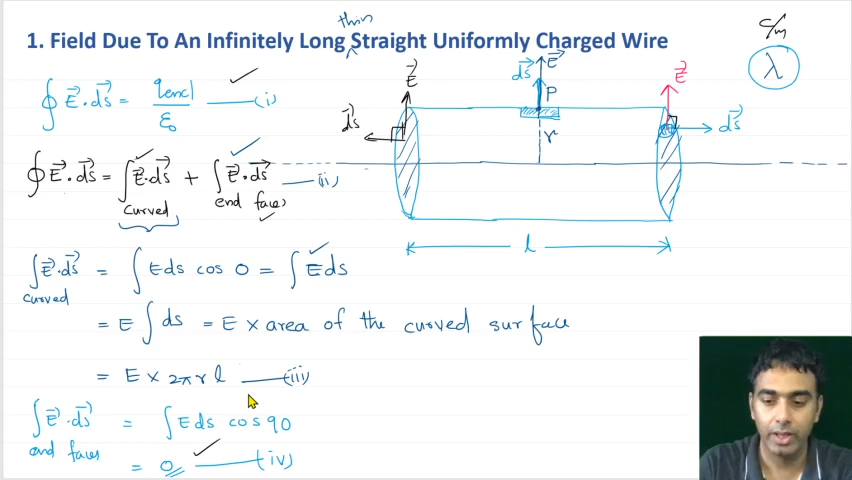 thin
1. Field Due To An Infinitely Long ^ Straight Uniformly Charged Wire
C/m
λ
∮ E⃗ · ds⃗ = qencl/ε₀ —— (i)
∮ E⃗ · ds⃗ = ∫ E⃗ · ds⃗ + ∫ E⃗ · ds⃗ —— (ii)
curved end faces
E⃗
ds⃗
ds⃗ E⃗
P
r
E⃗
ds⃗
l
∫ E⃗ · ds⃗ = ∫ E ds cos 0 = ∫ E ds
curved
= E ∫ ds = E × area of the curved surface
= E × 2πrl —— (iii)
∫ E⃗ · ds⃗ = ∫ E ds cos 90
end faces
= 0 —— (iv)